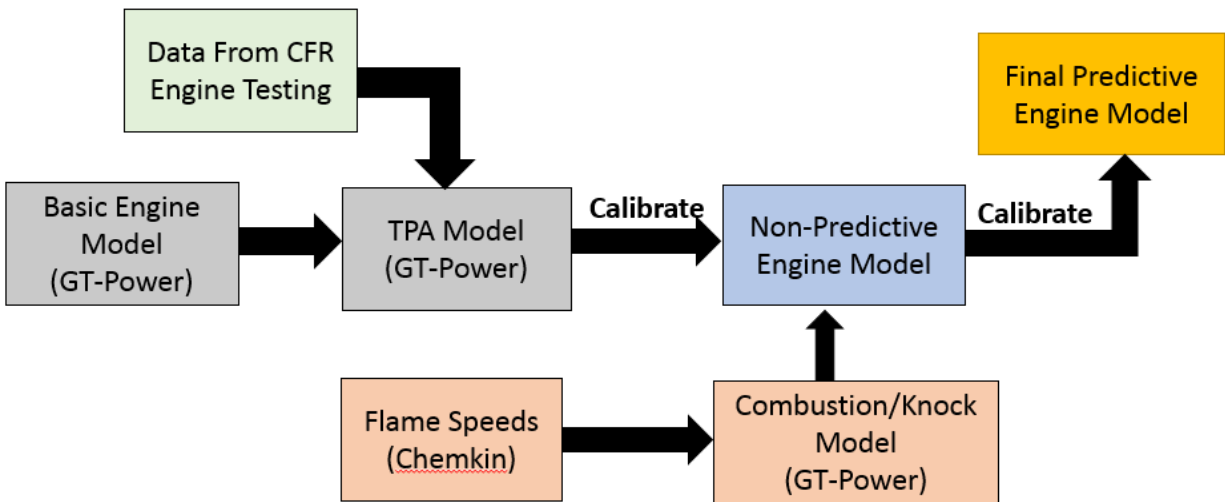 Data From CFR
Engine Testing
Final Predictive
Engine Model
Basic Engine
Model
(GT-Power)
TPA Model
(GT-Power)
Calibrate
Non-Predictive
Engine Model
Calibrate
Flame Speeds
(Chemkin)
Combustion/Knock
Model
(GT-Power)